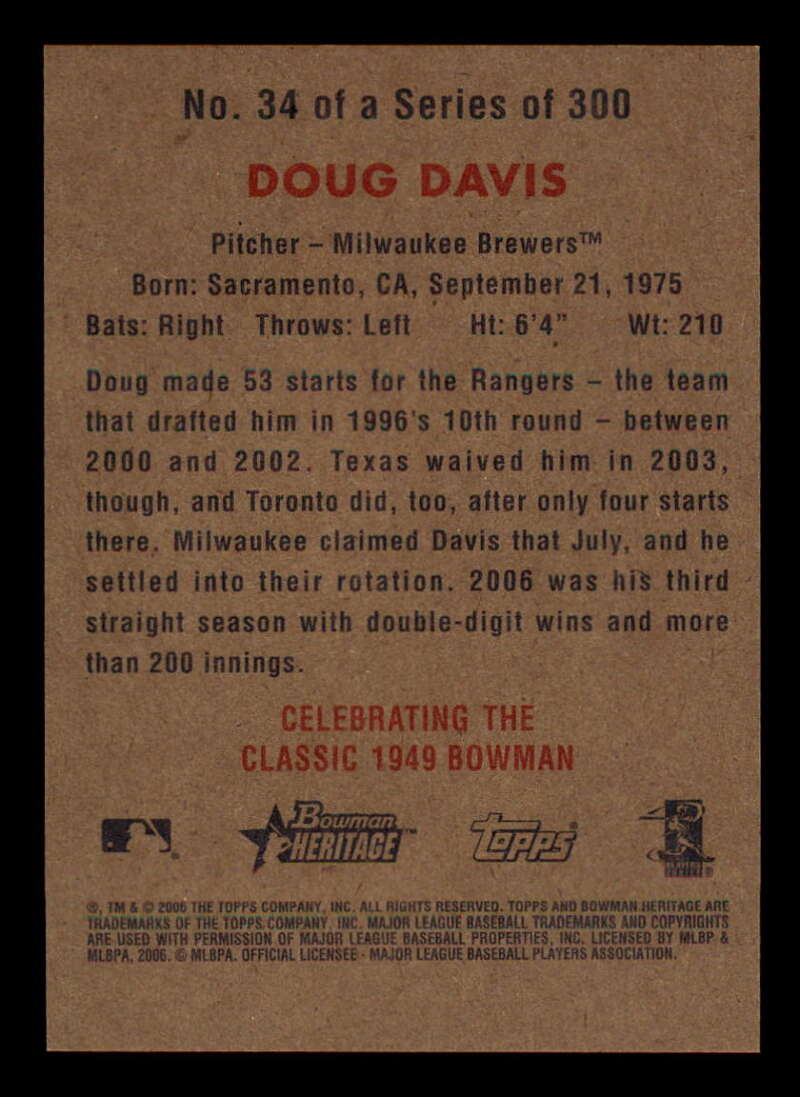 No. 34 of a Series of 300
DOUG DAVIS
Pitcher – Milwaukee Brewers™
Born: Sacramento, CA, September 21, 1975
Bats: Right Throws: Left Ht: 6'4" Wt: 210
Doug made 53 starts for the Rangers – the team
that drafted him in 1996's 10th round – between
2000 and 2002. Texas waived him in 2003,
though, and Toronto did, too, after only four starts
there. Milwaukee claimed Davis that July, and he
settled into their rotation. 2006 was his third
straight season with double-digit wins and more
than 200 innings.
CELEBRATING THE
CLASSIC 1949 BOWMAN
Bowman HERITAGE ™ TOPPS ®
®, TM & © 2006 THE TOPPS COMPANY, INC. ALL RIGHTS RESERVED. TOPPS AND BOWMAN HERITAGE ARE
TRADEMARKS OF THE TOPPS COMPANY, INC. MAJOR LEAGUE BASEBALL TRADEMARKS AND COPYRIGHTS
ARE USED WITH PERMISSION OF MAJOR LEAGUE BASEBALL PROPERTIES, INC. LICENSED BY MLBP &
MLBPA, 2006. © MLBPA. OFFICIAL LICENSEE - MAJOR LEAGUE BASEBALL PLAYERS ASSOCIATION.